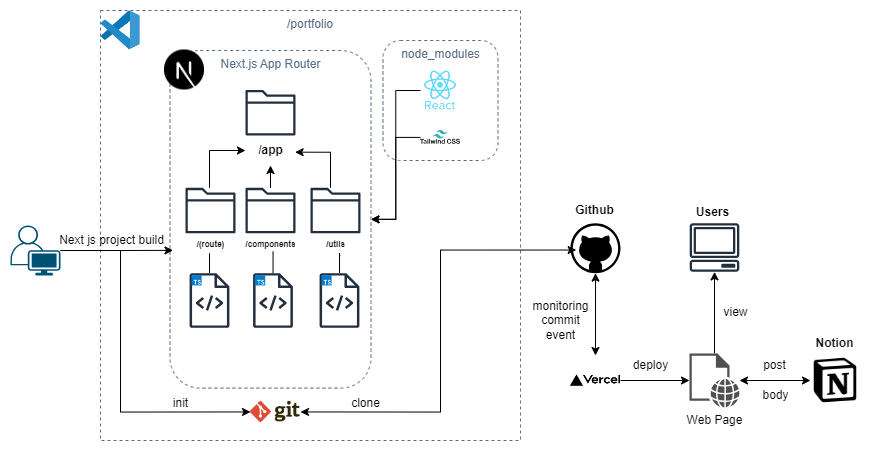 /portfolio
Next.js App Router
node_modules
React
Tailwind CSS
/app
/(route)
/components
/utils
TS
TS
TS
Next js project build
init
git
clone
Github
Users
monitoring
commit
event
view
Vercel
deploy
Web Page
post
body
Notion